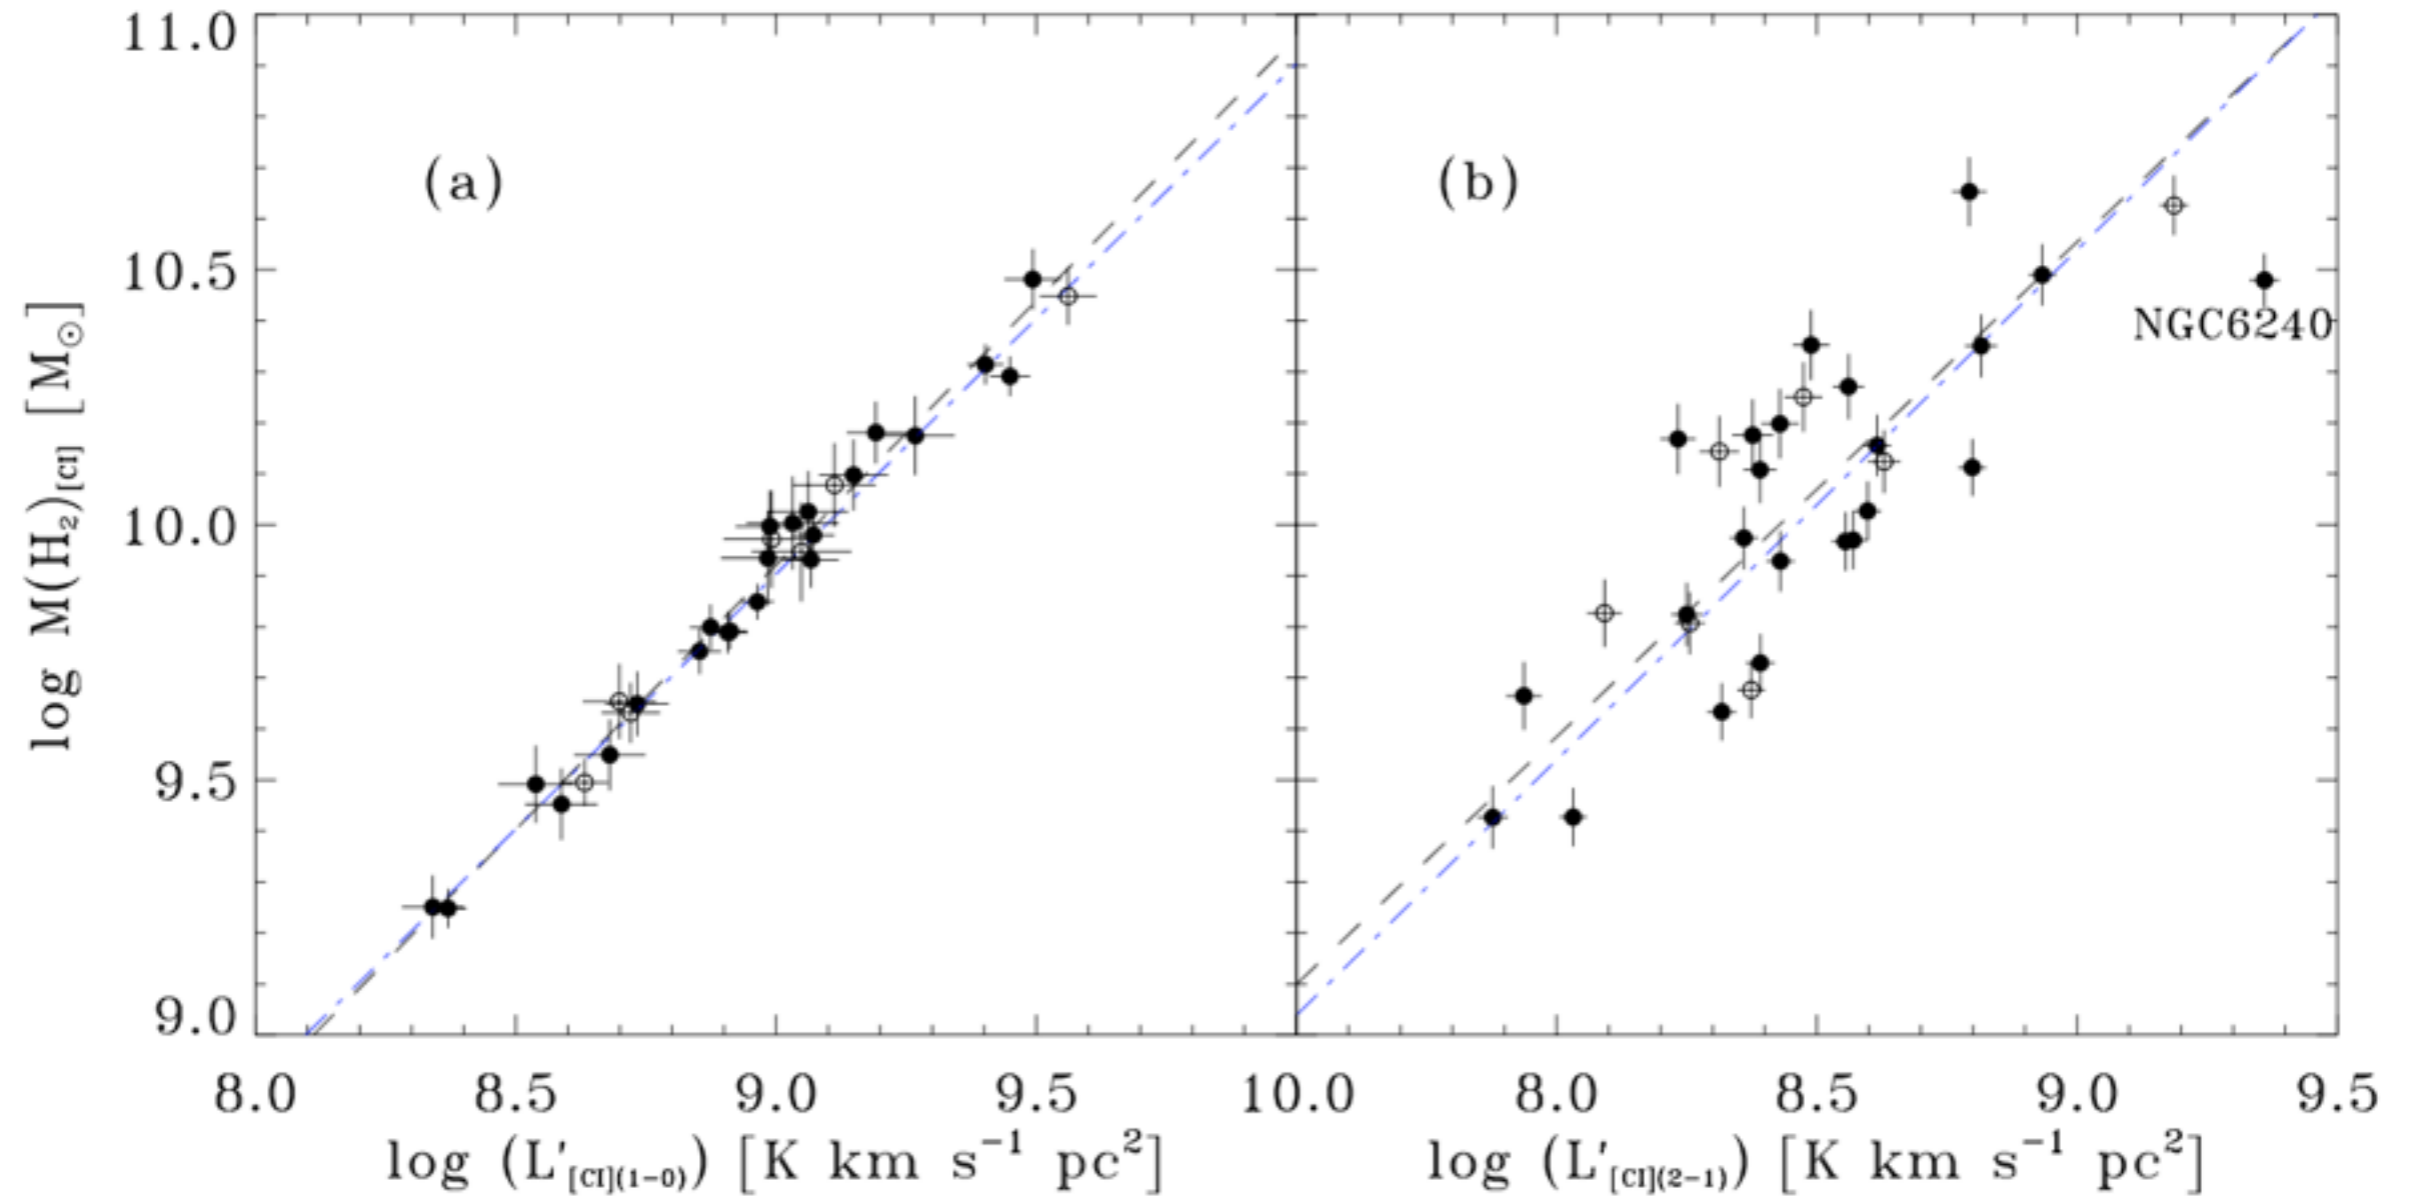 11.0
10.5
10.0
9.5
9.0
log M(H₂)[CI] [M⊙]
(a)
(b)
NGC6240
8.0 8.5 9.0 9.5 10.0 8.0 8.5 9.0 9.5
log (L′[CI](1−0)) [K km s⁻¹ pc²]
log (L′[CI](2−1)) [K km s⁻¹ pc²]